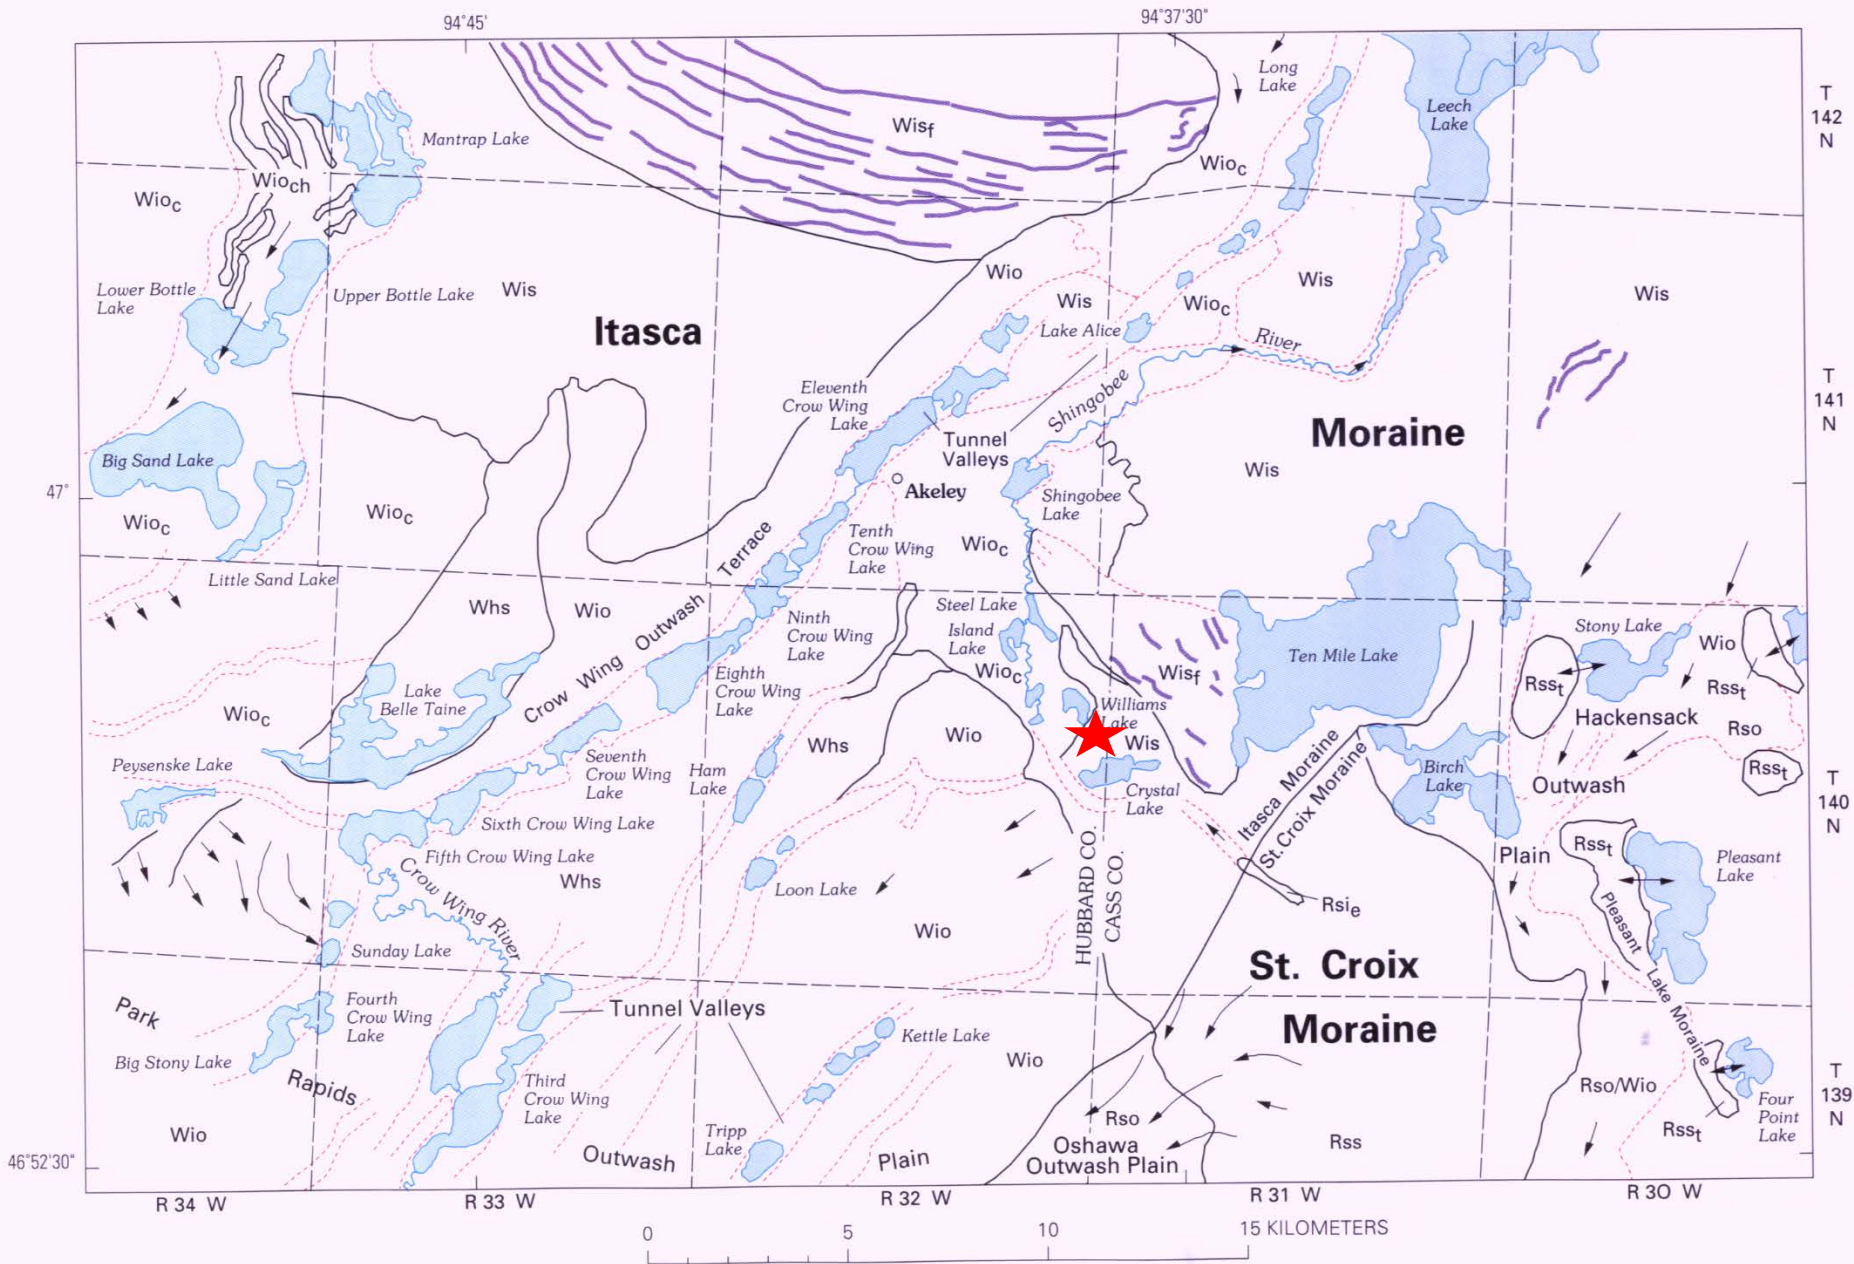 94°45'
94°37'30"
Long
Lake
Leech
Lake
T
142
N
Mantrap Lake
Wisf
Wioc
Wioch
Wioc
Lower Bottle
Lake
Upper Bottle Lake
Wis
Wio
Wis
Wioc
Wis
Wis
Itasca
Lake Alice
River
Shingobee
Eleventh
Crow Wing
Lake
T
141
N
Moraine
Tunnel
Valleys
Big Sand Lake
Wis
47°
Akeley
Shingobee
Lake
Wioc
Wioc
Tenth
Crow Wing
Lake
Wioc
Terrace
Little Sand Lake
Whs
Wio
Outwash
Crow Wing
Ninth
Crow Wing
Lake
Steel Lake
Island
Lake
Wioc
Stony Lake
Wio
Ten Mile Lake
Wisf
Rsst
Rsst
Eighth
Crow Wing
Lake
Lake
Belle Taine
Wioc
Williams
Lake
Hackensack
Rso
Whs
Wio
Wis
Peysenske Lake
Seventh
Crow Wing
Lake
Ham
Lake
Itasca Moraine
St. Croix Moraine
Birch
Lake
Rsst
Outwash
Crystal
Lake
T
140
N
Sixth Crow Wing Lake
Fifth Crow Wing Lake
Whs
Crow Wing River
Loon Lake
HUBBARD CO.
CASS CO.
Plain
Rsst
Pleasant
Lake
Rsie
Pleasant
Lake Moraine
Wio
Sunday Lake
St. Croix
Moraine
Park
Rapids
Fourth
Crow Wing
Lake
Tunnel Valleys
Big Stony Lake
Kettle Lake
Wio
Third
Crow Wing
Lake
Rso/Wio
T
139
N
Four
Point
Lake
Rsst
Wio
Tripp
Lake
Rso
Oshawa
Outwash Plain
Rss
46°52'30"
Outwash
Plain
R 34 W
R 33 W
R 32 W
R 31 W
R 30 W
0
5
10
15 KILOMETERS